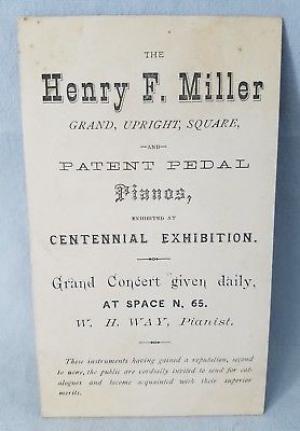 THE
Henry F. Miller
GRAND, UPRIGHT, SQUARE,
—AND—
PATENT PEDAL
Pianos,
EXHIBITED AT
CENTENNIAL EXHIBITION.
Grand Concert given daily,
AT SPACE N. 65.
W. H. WAY, Pianist.
These instruments having gained a reputation, second
to none, the public are cordially invited to send for cat-
alogues and become acquainted with their superior
merits.